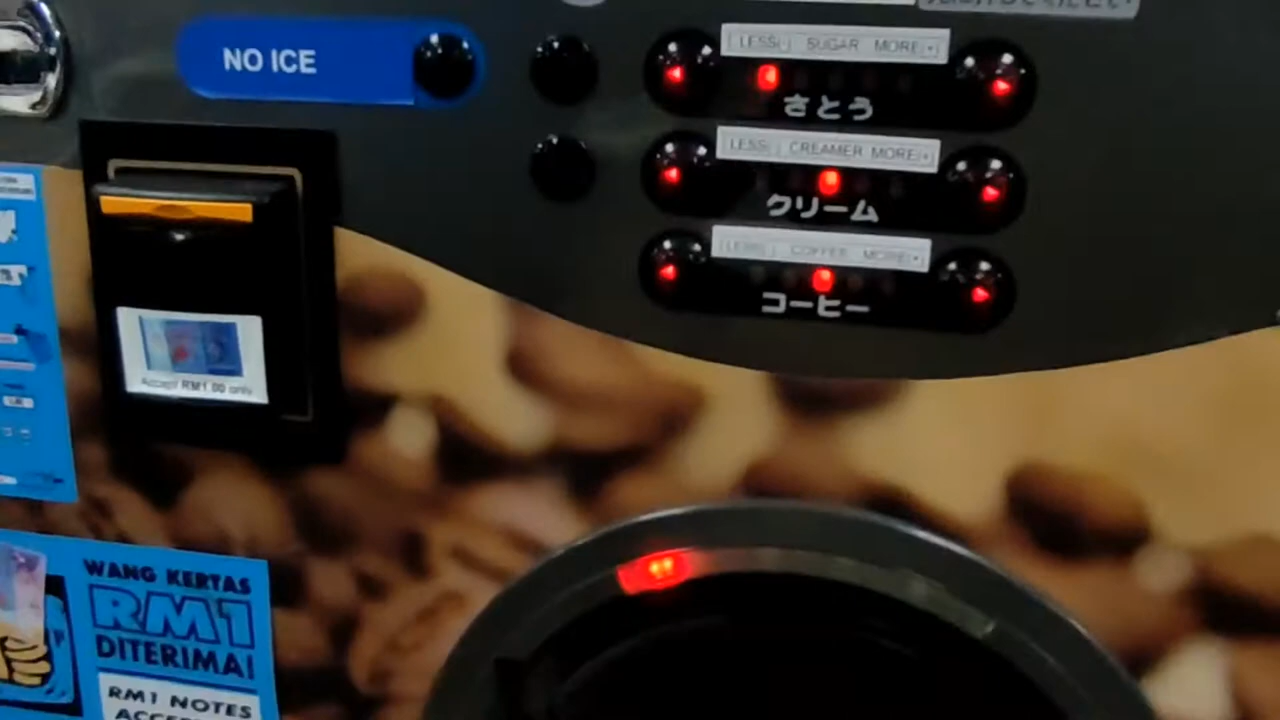 NO ICE
LESS(-) SUGAR MORE(+)
さとう
LESS(-) CREAMER MORE(+)
クリーム
LESS(-) COFFEE MORE(+)
コーヒー
Accept RM1.00 only
WANG KERTAS
RM1
DITERIMA!
RM1 NOTES